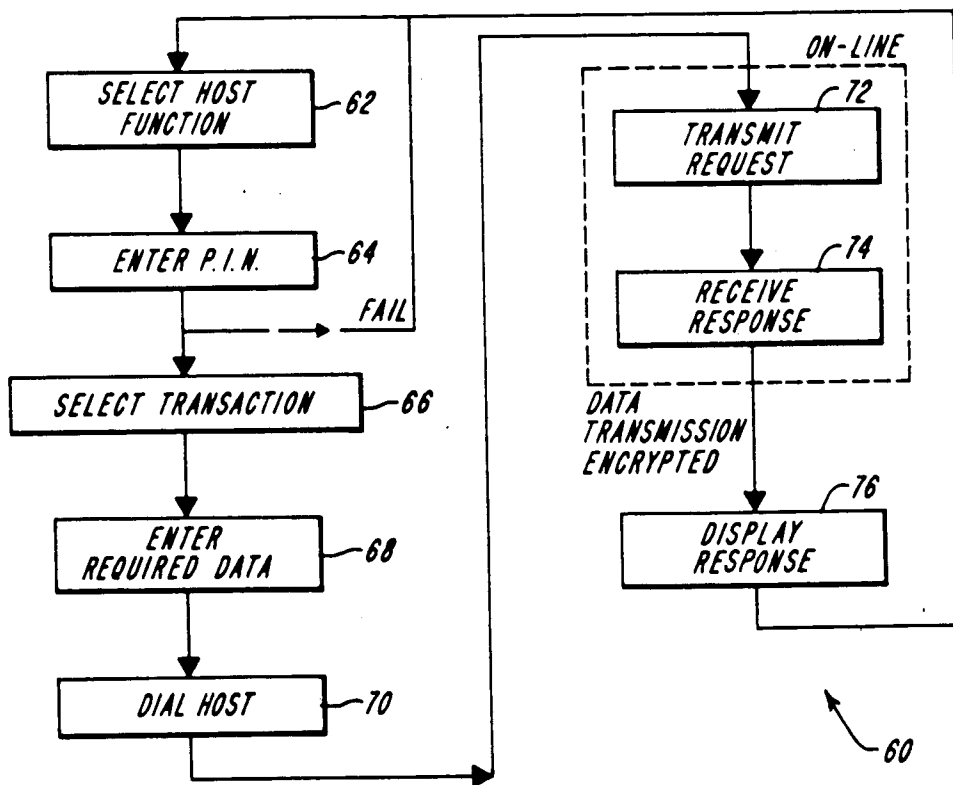 SELECT HOST
FUNCTION
62
ENTER P.I.N.
64
FAIL
SELECT TRANSACTION
66
ENTER
REQUIRED DATA
68
DIAL HOST
70
ON-LINE
72
TRANSMIT
REQUEST
74
RECEIVE
RESPONSE
DATA
TRANSMISSION
ENCRYPTED
76
DISPLAY
RESPONSE
60